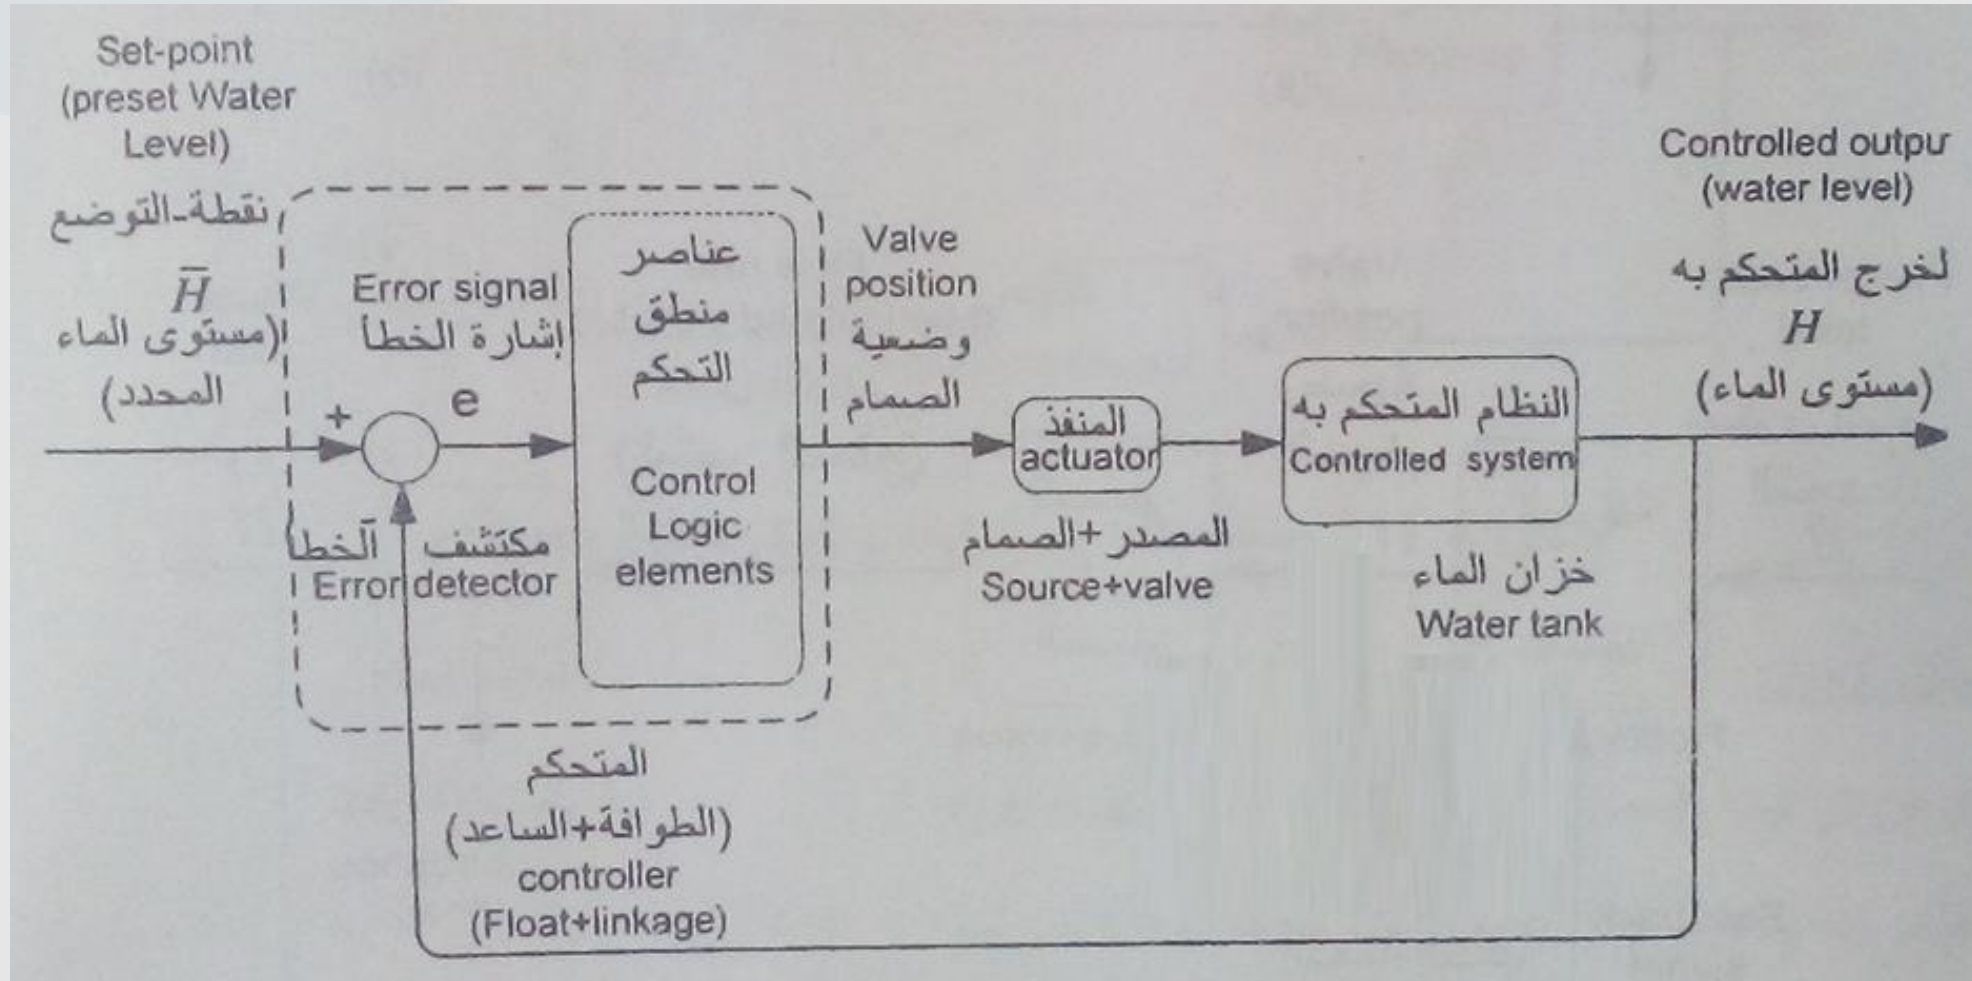 Set-point
(preset Water
Level)
نقطة-التوضع
H̅
(مستوى الماء
المحدد)
+
Error signal
إشارة الخطأ
e
مكتشف الخطأ
Error detector
عناصر
منطق
التحكم
Control
Logic
elements
المتحكم
(الطوافة+الساعد)
controller
(Float+linkage)
Valve
position
وضعية
الصمام
المنفذ
actuator
المصدر+الصمام
Source+valve
النظام المتحكم به
Controlled system
خزان الماء
Water tank
Controlled outpu
(water level)
لخرج المتحكم به
H
(مستوى الماء)